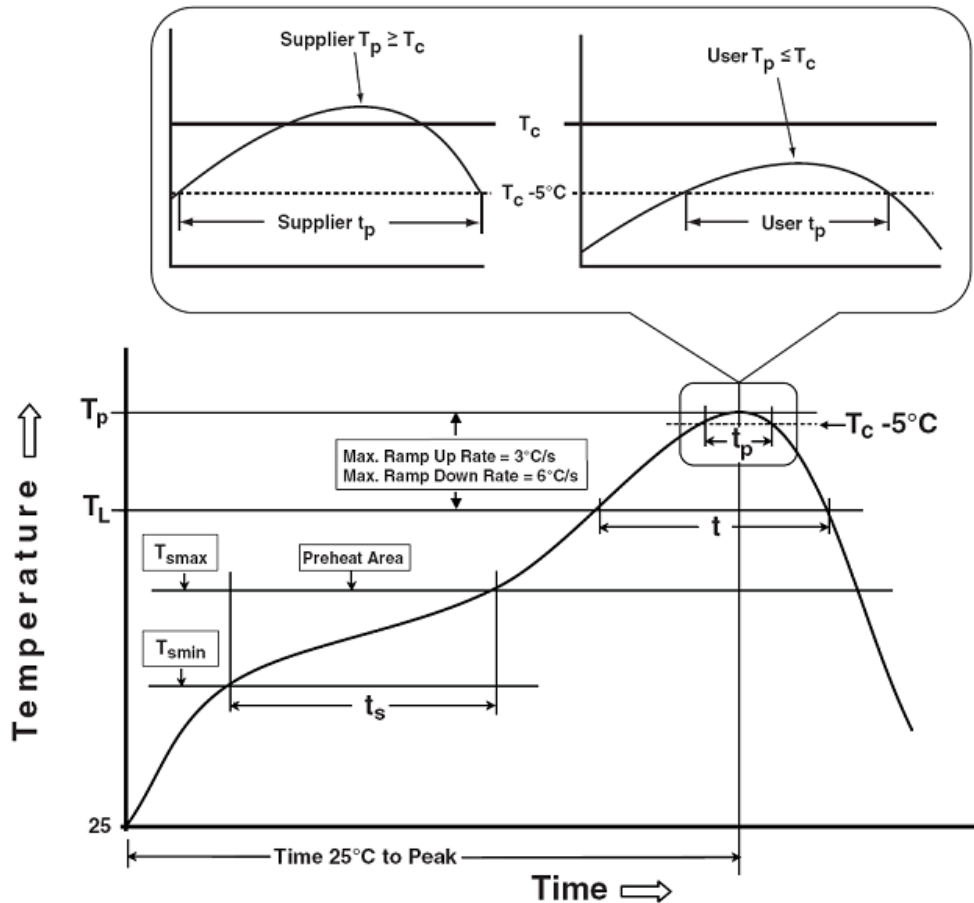 Supplier Tp ≥ Tc
User Tp ≤ Tc
Tc
Tc -5°C
Supplier tp
User tp
Tp
Tc -5°C
tp
Max. Ramp Up Rate = 3°C/s
Max. Ramp Down Rate = 6°C/s
TL
t
Tsmax
Preheat Area
Tsmin
ts
Temperature
25
Time 25°C to Peak
Time